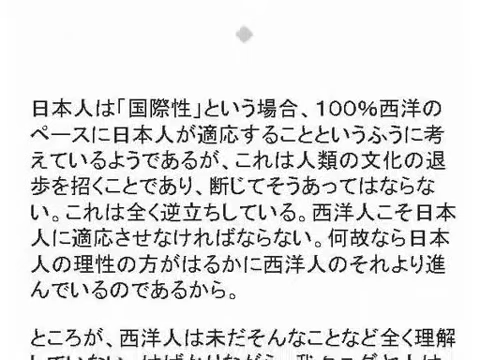 日本人は「国際性」という場合、100%西洋の
ペースに日本人が適応することというふうに考
えているようであるが、これは人類の文化の退
歩を招くことであり、断じてそうあってはならな
い。これは全く逆立ちしている。西洋人こそ日本
人に適応させなければならない。何故なら日本
人の理性の方がはるかに西洋人のそれより進
んでいるのであるから。
ところが、西洋人は未だそんなことなど全く理解